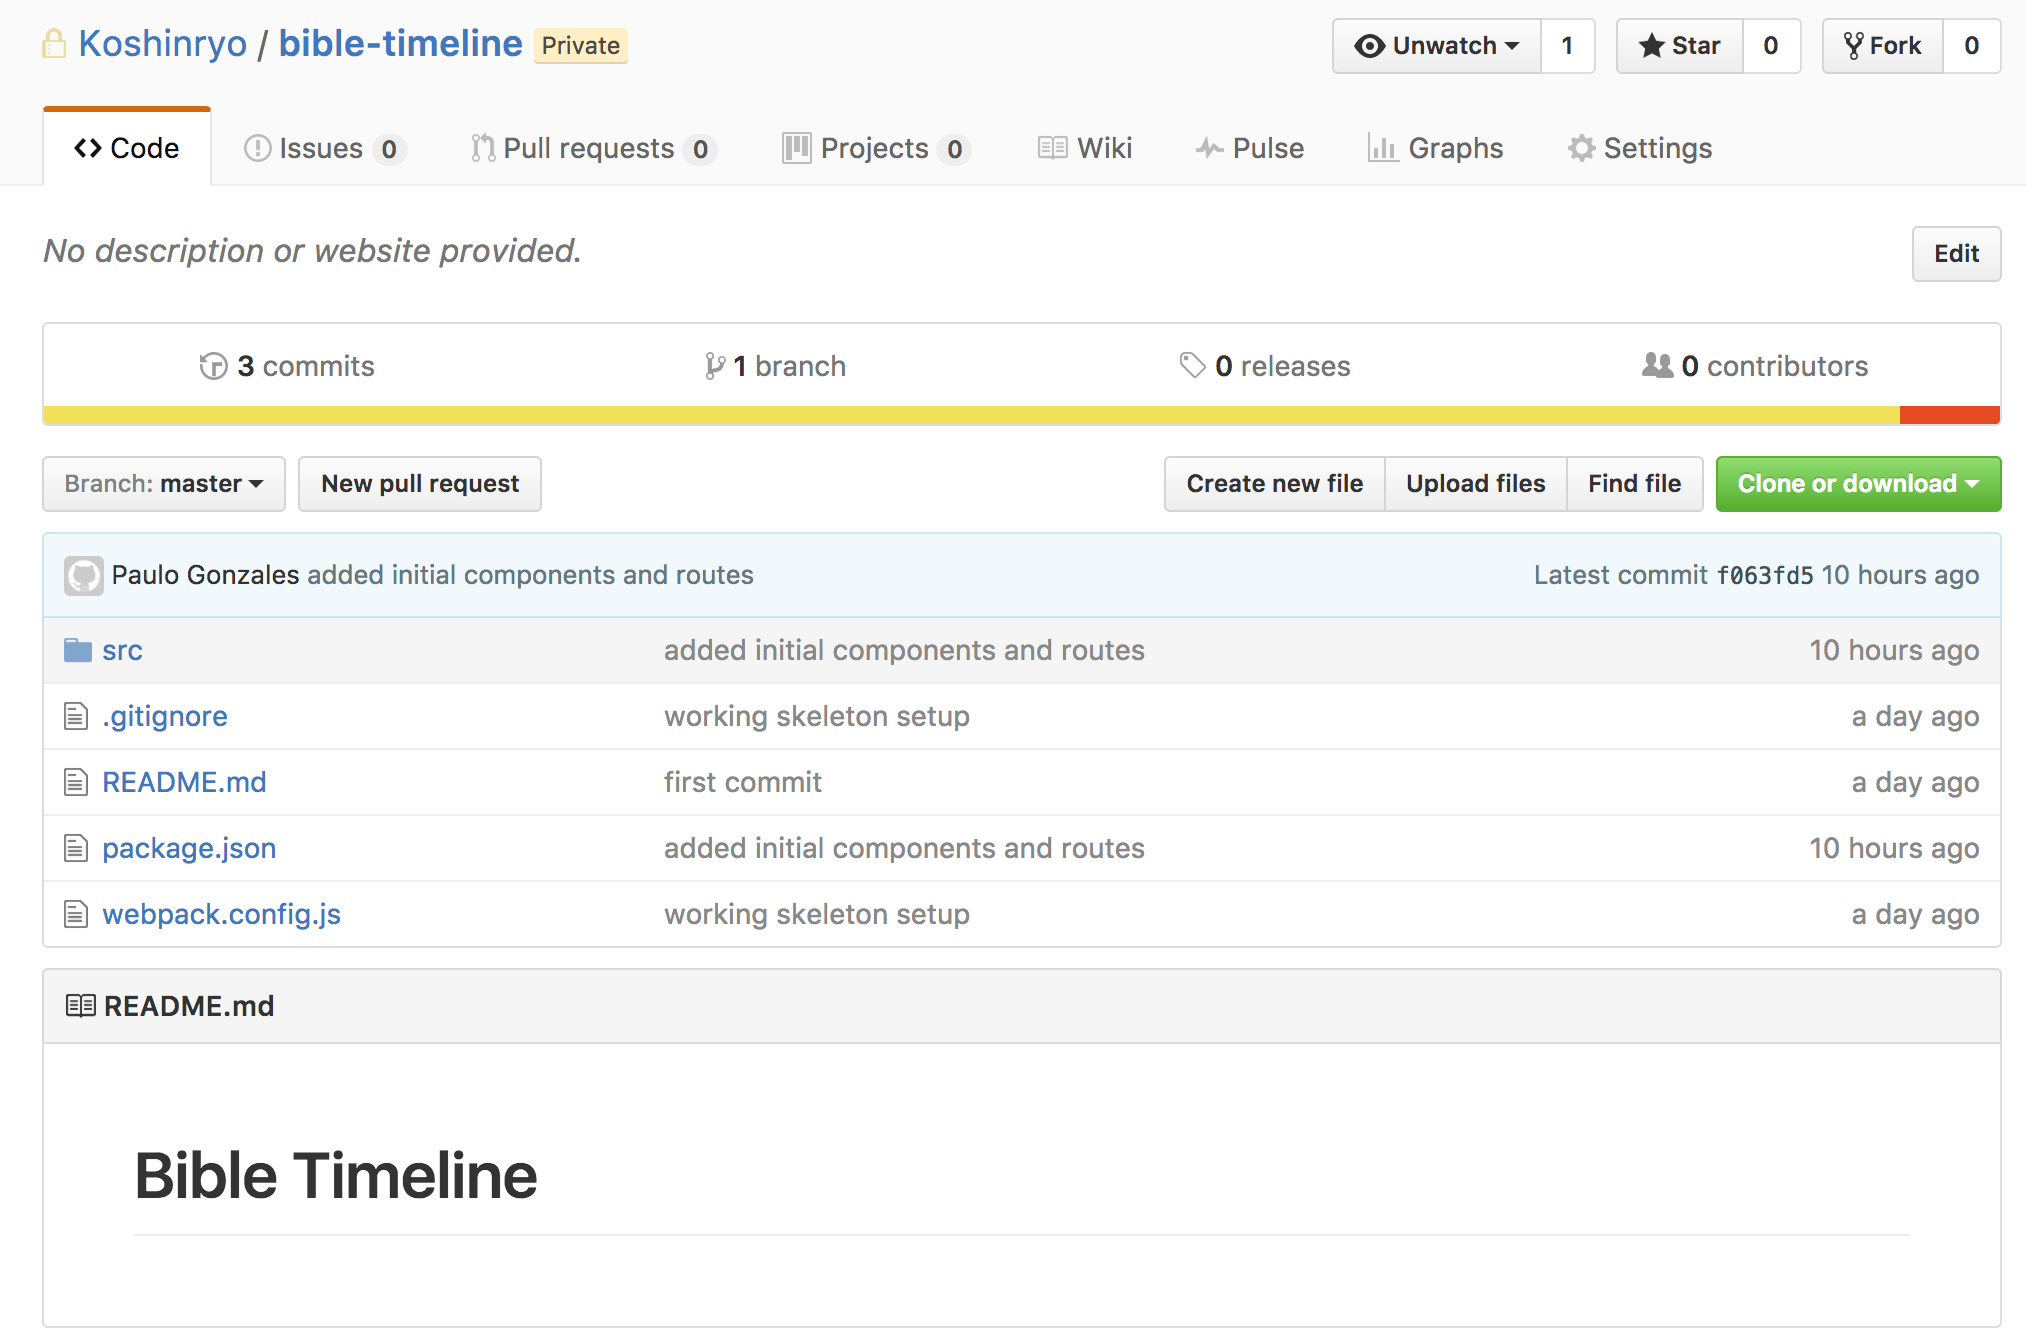 Koshinryo / bible-timeline Private Unwatch 1 Star 0 Fork 0
Code Issues 0 Pull requests 0 Projects 0 Wiki Pulse Graphs Settings
No description or website provided. Edit
3 commits 1 branch 0 releases 0 contributors
Branch: master New pull request Create new file Upload files Find file Clone or download
Paulo Gonzales added initial components and routes Latest commit f063fd5 10 hours ago
src added initial components and routes 10 hours ago
.gitignore working skeleton setup a day ago
README.md first commit a day ago
package.json added initial components and routes 10 hours ago
webpack.config.js working skeleton setup a day ago
README.md
Bible Timeline